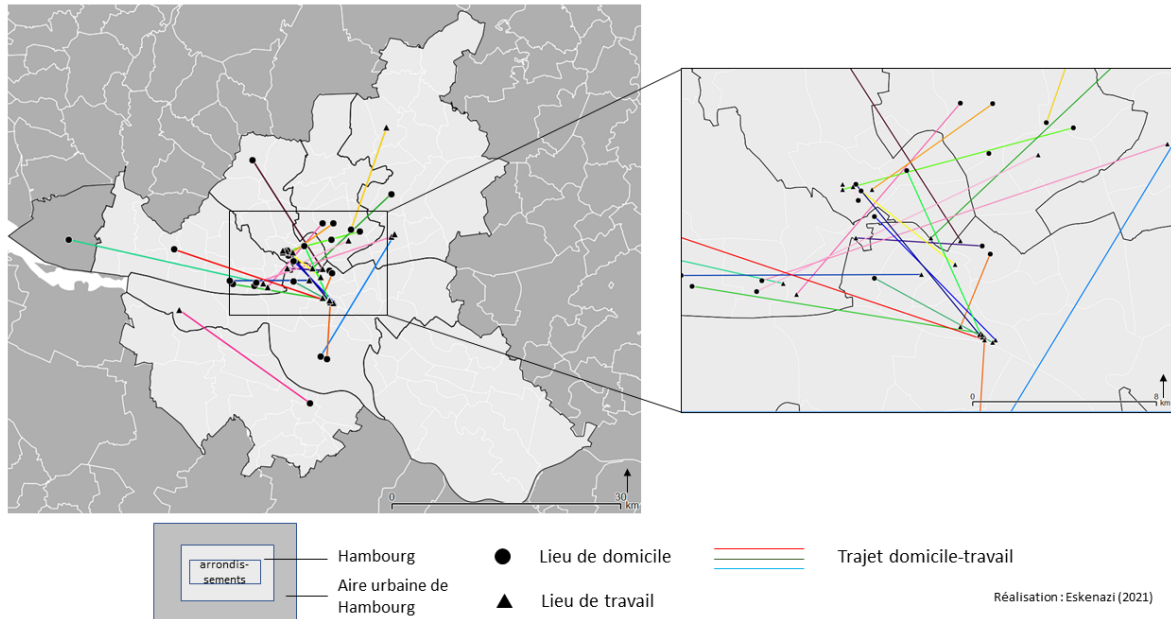 0
30
km
0
8
km
arrondis-
sements
Hambourg
Aire urbaine de
Hambourg
Lieu de domicile
Lieu de travail
Trajet domicile-travail
Réalisation : Eskenazi (2021)